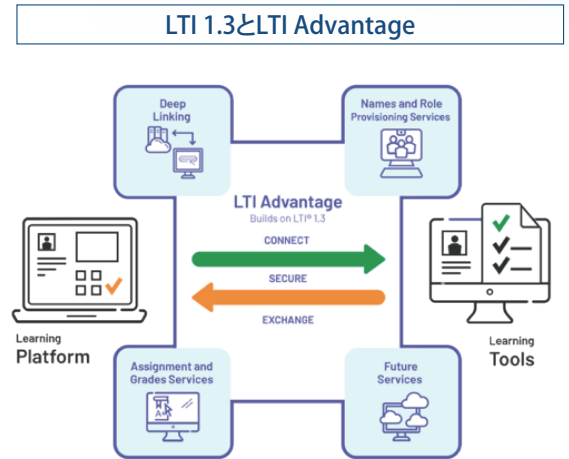 LTI 1.3とLTI Advantage
Deep
Linking
Names and Role
Provisioning Services
LTI Advantage
Builds on LTI® 1.3
CONNECT
SECURE
EXCHANGE
Learning
Platform
Learning
Tools
Assignment and
Grades Services
A+
Future
Services